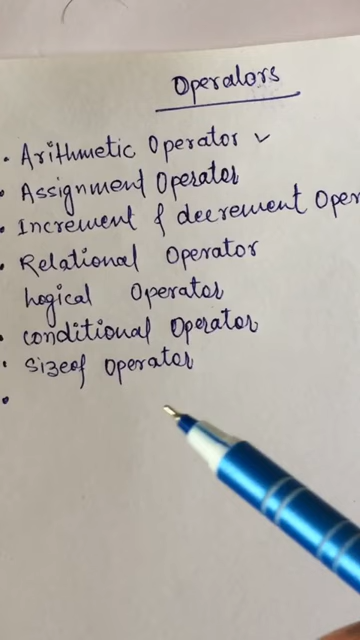 Operators
• Arithmetic Operator ✓
• Assignment Operator
• Increment & decrement Oper
• Relational Operator
Logical Operator
• Conditional Operator
• Sizeof Operator
•